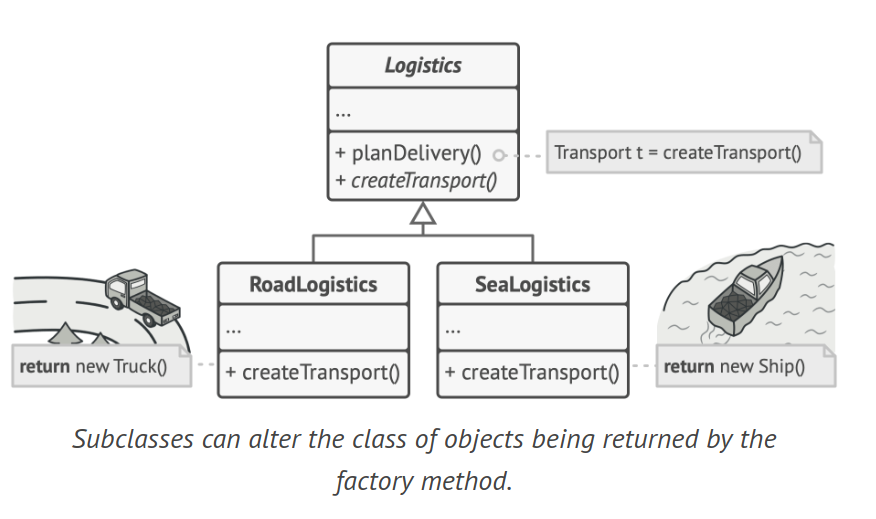 Logistics
...
+ planDelivery()
+ createTransport()
Transport t = createTransport()
RoadLogistics
...
+ createTransport()
SeaLogistics
...
+ createTransport()
return new Truck()
return new Ship()
Subclasses can alter the class of objects being returned by the
factory method.